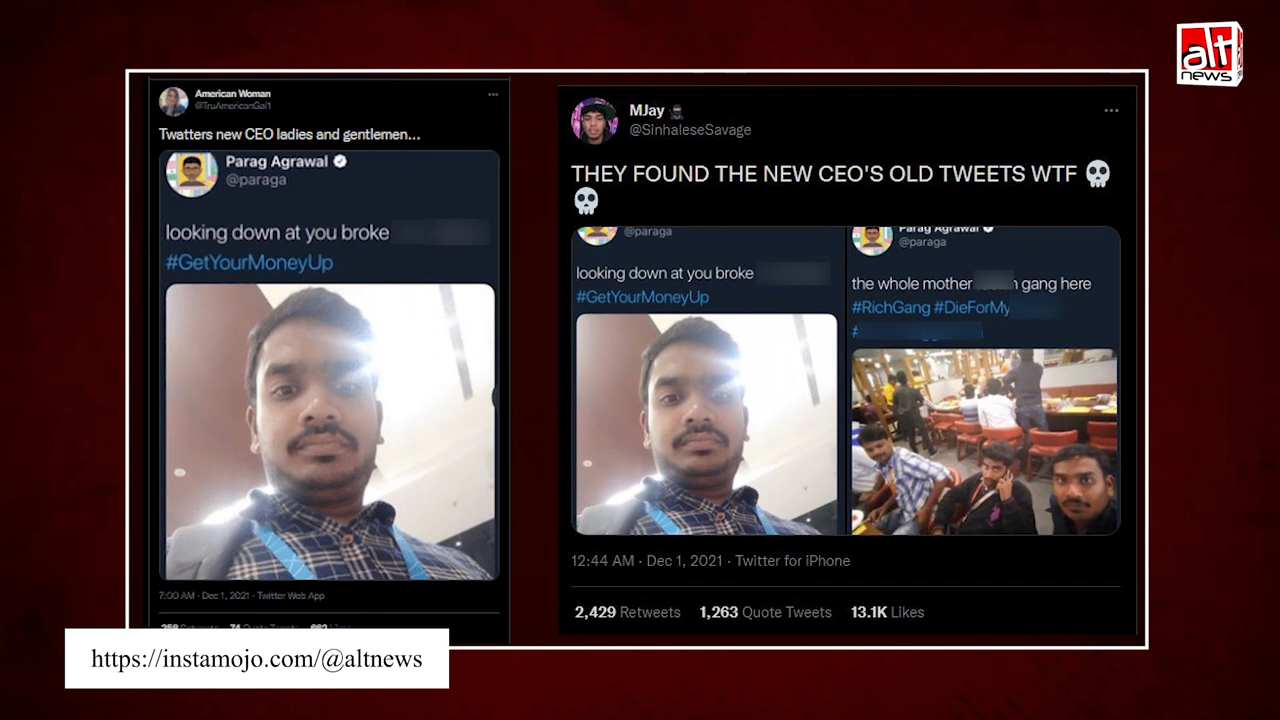 alt
news
American Woman
@TruAmericanGal1
Twatters new CEO ladies and gentlemen...
Parag Agrawal
@paraga
looking down at you broke
#GetYourMoneyUp
7:00 AM · Dec 1, 2021 · Twitter Web App
MJay
@SinhaleseSavage
THEY FOUND THE NEW CEO'S OLD TWEETS WTF
@paraga
looking down at you broke
#GetYourMoneyUp
Parag Agrawal
@paraga
the whole mother gang here
#RichGang #DieForMy
#
12:44 AM · Dec 1, 2021 · Twitter for iPhone
2,429 Retweets 1,263 Quote Tweets 13.1K Likes
https://instamojo.com/@altnews